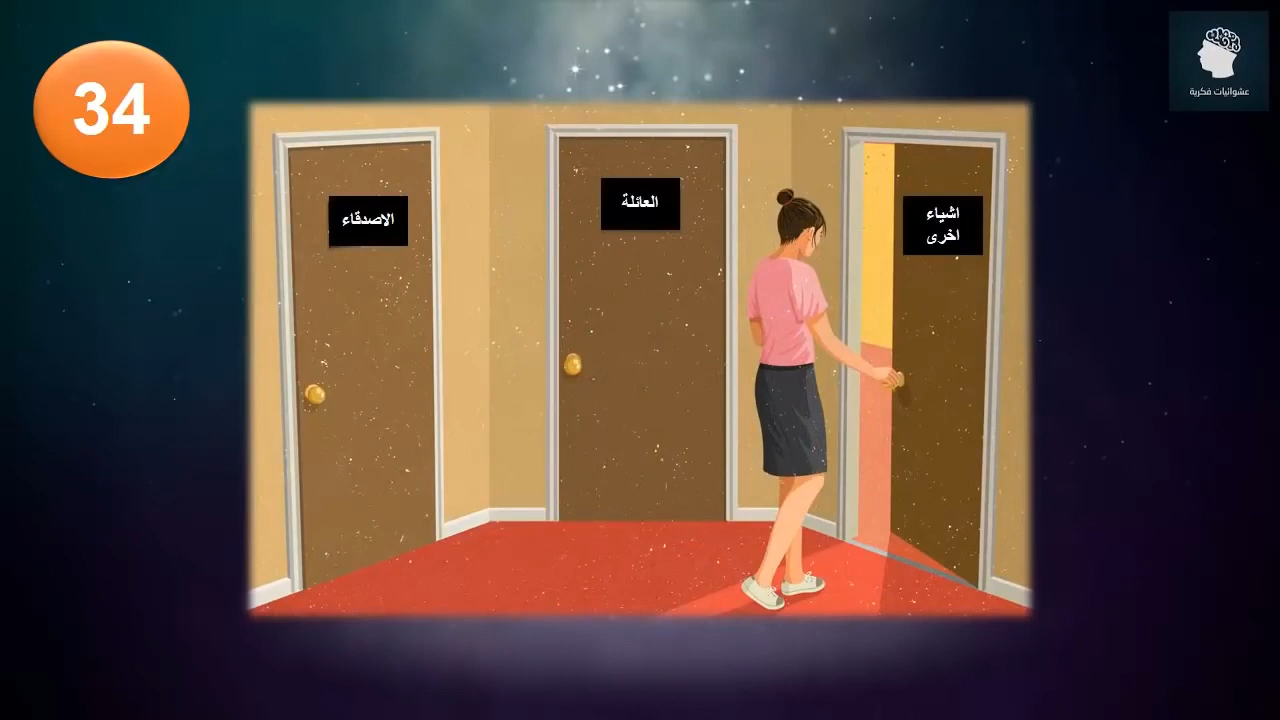 34
عشوائيات فكرية
الاصدقاء
العائلة
اشياء
اخرى